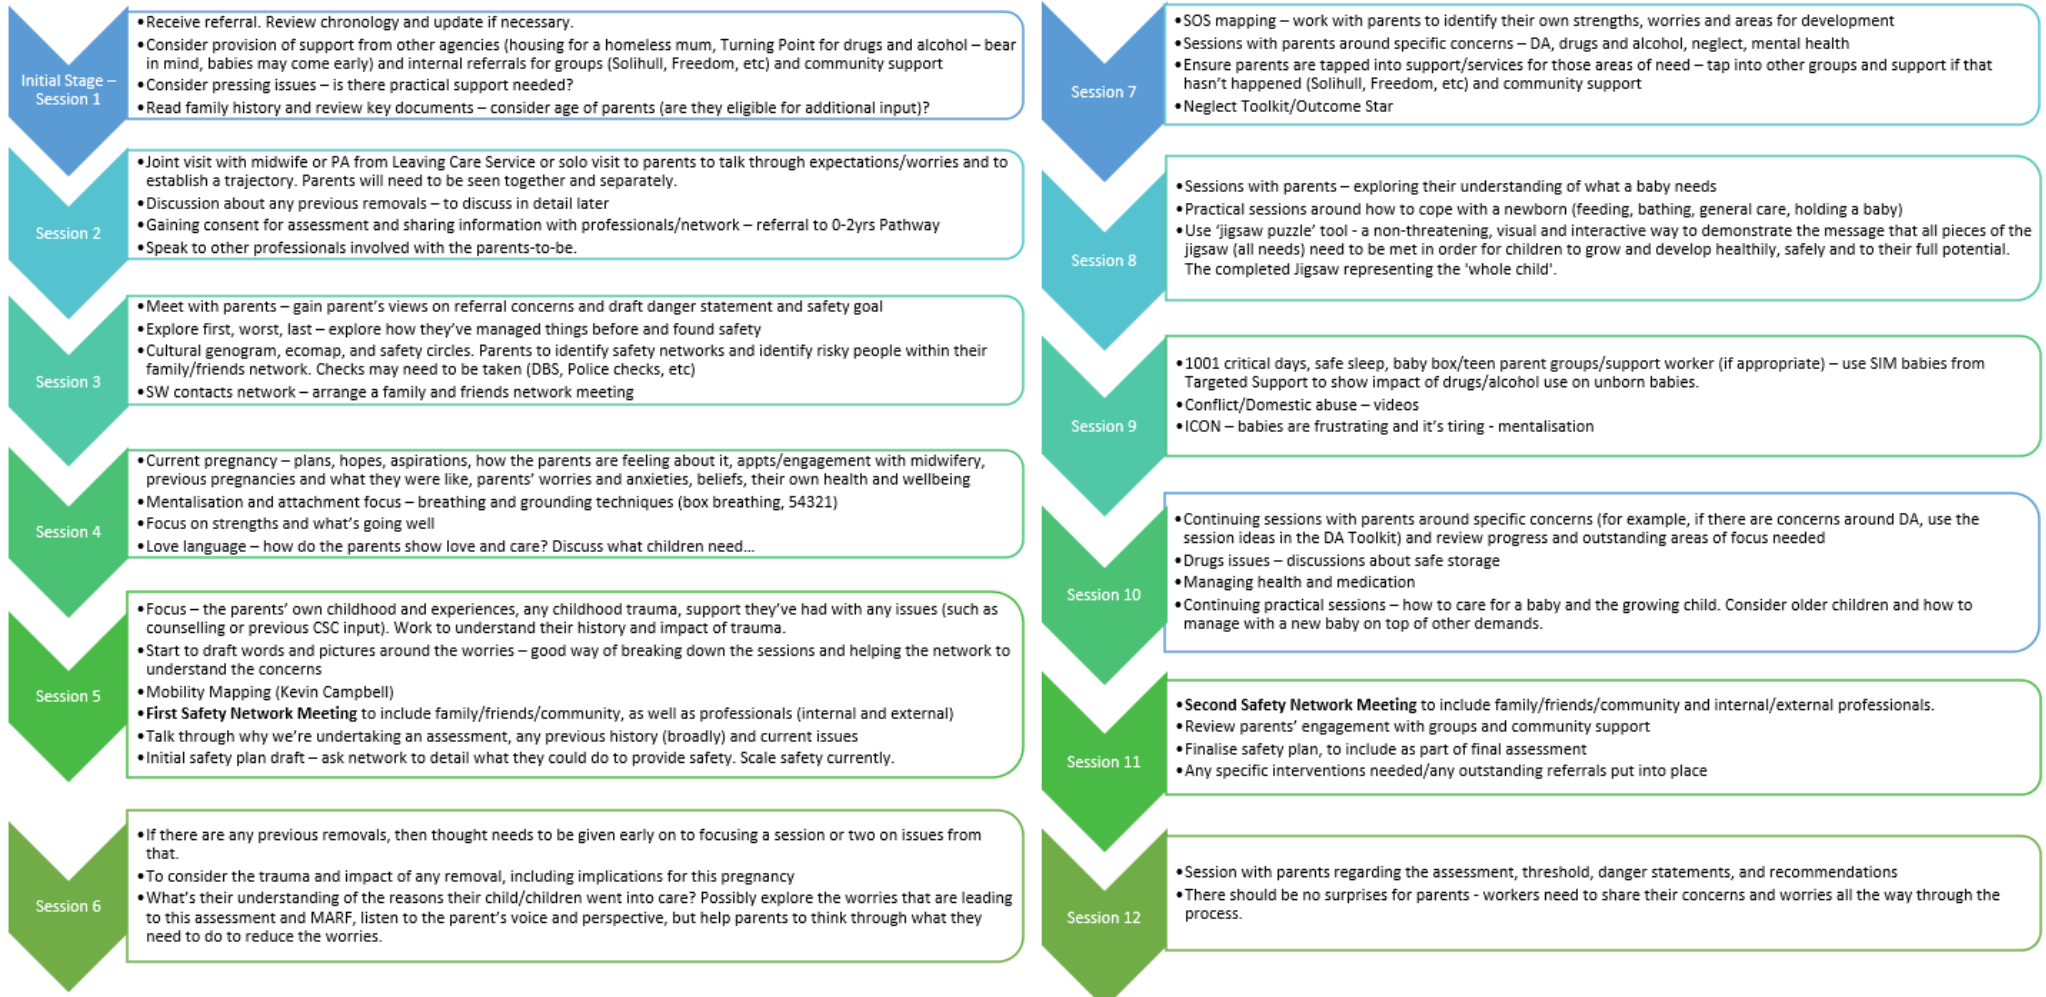 Initial Stage –
Session 1
•Receive referral. Review chronology and update if necessary.
•Consider provision of support from other agencies (housing for a homeless mum, Turning Point for drugs and alcohol – bear
in mind, babies may come early) and internal referrals for groups (Solihull, Freedom, etc) and community support
•Consider pressing issues – is there practical support needed?
•Read family history and review key documents – consider age of parents (are they eligible for additional input)?
Session 2
•Joint visit with midwife or PA from Leaving Care Service or solo visit to parents to talk through expectations/worries and to
establish a trajectory. Parents will need to be seen together and separately.
•Discussion about any previous removals – to discuss in detail later
•Gaining consent for assessment and sharing information with professionals/network – referral to 0-2yrs Pathway
•Speak to other professionals involved with the parents-to-be.
Session 3
•Meet with parents – gain parent's views on referral concerns and draft danger statement and safety goal
•Explore first, worst, last – explore how they've managed things before and found safety
•Cultural genogram, ecomap, and safety circles. Parents to identify safety networks and identify risky people within their
family/friends network. Checks may need to be taken (DBS, Police checks, etc)
•SW contacts network – arrange a family and friends network meeting
Session 4
•Current pregnancy – plans, hopes, aspirations, how the parents are feeling about it, appts/engagement with midwifery,
previous pregnancies and what they were like, parents' worries and anxieties, beliefs, their own health and wellbeing
•Mentalisation and attachment focus – breathing and grounding techniques (box breathing, 54321)
•Focus on strengths and what's going well
•Love language – how do the parents show love and care? Discuss what children need...
Session 5
•Focus – the parents' own childhood and experiences, any childhood trauma, support they've had with any issues (such as
counselling or previous CSC input). Work to understand their history and impact of trauma.
•Start to draft words and pictures around the worries – good way of breaking down the sessions and helping the network to
understand the concerns
•Mobility Mapping (Kevin Campbell)
•First Safety Network Meeting to include family/friends/community, as well as professionals (internal and external)
•Talk through why we're undertaking an assessment, any previous history (broadly) and current issues
•Initial safety plan draft – ask network to detail what they could do to provide safety. Scale safety currently.
Session 6
•If there are any previous removals, then thought needs to be given early on to focusing a session or two on issues from
that.
•To consider the trauma and impact of any removal, including implications for this pregnancy
•What's their understanding of the reasons their child/children went into care? Possibly explore the worries that are leading
to this assessment and MARF, listen to the parent's voice and perspective, but help parents to think through what they
need to do to reduce the worries.
Session 7
•SOS mapping – work with parents to identify their own strengths, worries and areas for development
•Sessions with parents around specific concerns – DA, drugs and alcohol, neglect, mental health
•Ensure parents are tapped into support/services for those areas of need – tap into other groups and support if that
hasn't happened (Solihull, Freedom, etc) and community support
•Neglect Toolkit/Outcome Star
Session 8
•Sessions with parents – exploring their understanding of what a baby needs
•Practical sessions around how to cope with a newborn (feeding, bathing, general care, holding a baby)
•Use 'jigsaw puzzle' tool - a non-threatening, visual and interactive way to demonstrate the message that all pieces of the
jigsaw (all needs) need to be met in order for children to grow and develop healthily, safely and to their full potential.
The completed Jigsaw representing the 'whole child'.
Session 9
•1001 critical days, safe sleep, baby box/teen parent groups/support worker (if appropriate) – use SIM babies from
Targeted Support to show impact of drugs/alcohol use on unborn babies.
•Conflict/Domestic abuse – videos
•ICON – babies are frustrating and it's tiring - mentalisation
Session 10
•Continuing sessions with parents around specific concerns (for example, if there are concerns around DA, use the
session ideas in the DA Toolkit) and review progress and outstanding areas of focus needed
•Drugs issues – discussions about safe storage
•Managing health and medication
•Continuing practical sessions – how to care for a baby and the growing child. Consider older children and how to
manage with a new baby on top of other demands.
Session 11
•Second Safety Network Meeting to include family/friends/community and internal/external professionals.
•Review parents' engagement with groups and community support
•Finalise safety plan, to include as part of final assessment
•Any specific interventions needed/any outstanding referrals put into place
Session 12
•Session with parents regarding the assessment, threshold, danger statements, and recommendations
•There should be no surprises for parents - workers need to share their concerns and worries all the way through the
process.